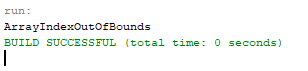 run:
ArrayIndexOutOfBounds
BUILD SUCCESSFUL (total time: 0 seconds)